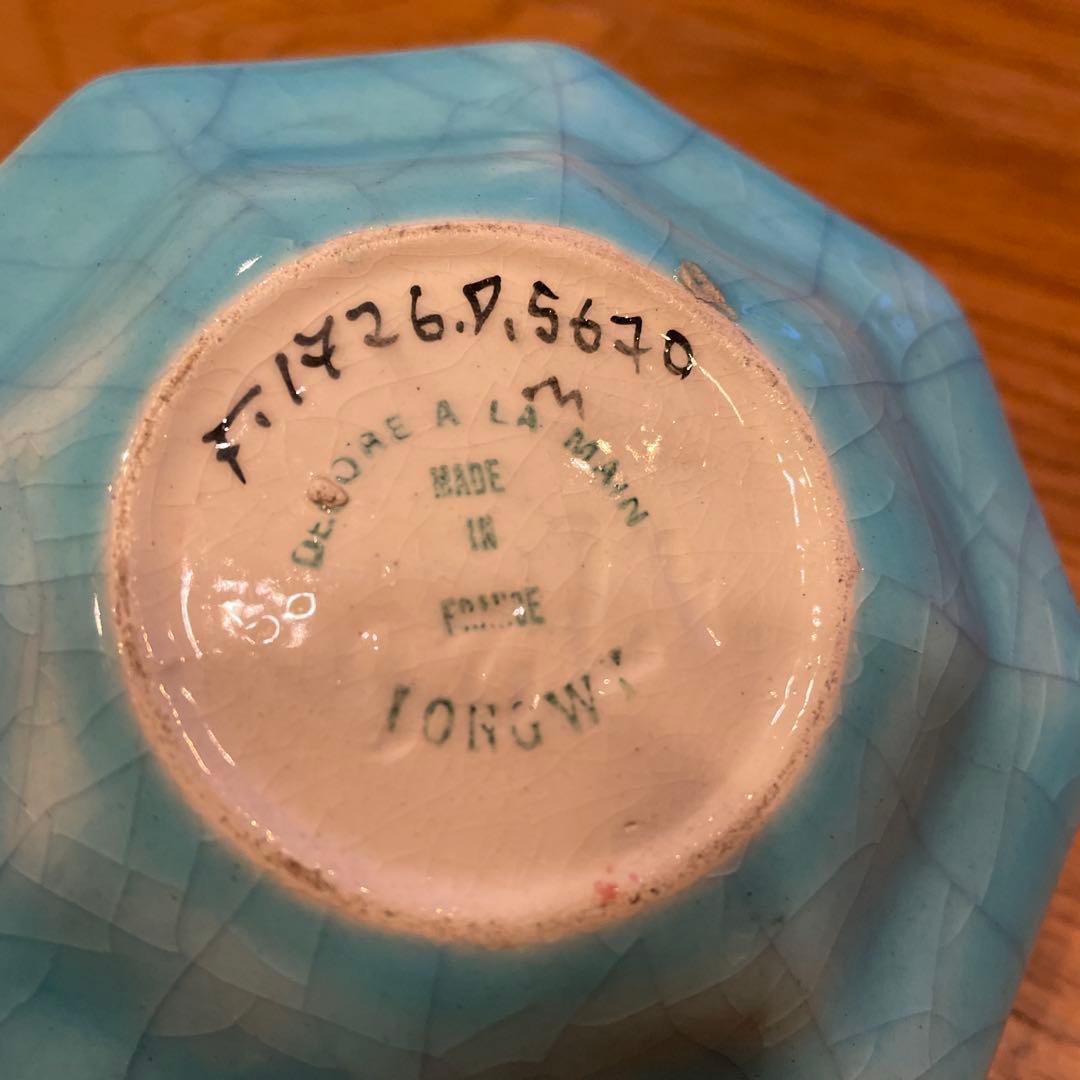 F.1726.D.5670
m
DECORE A LA MAIN
MADE
IN
FRANCE
LONGWY